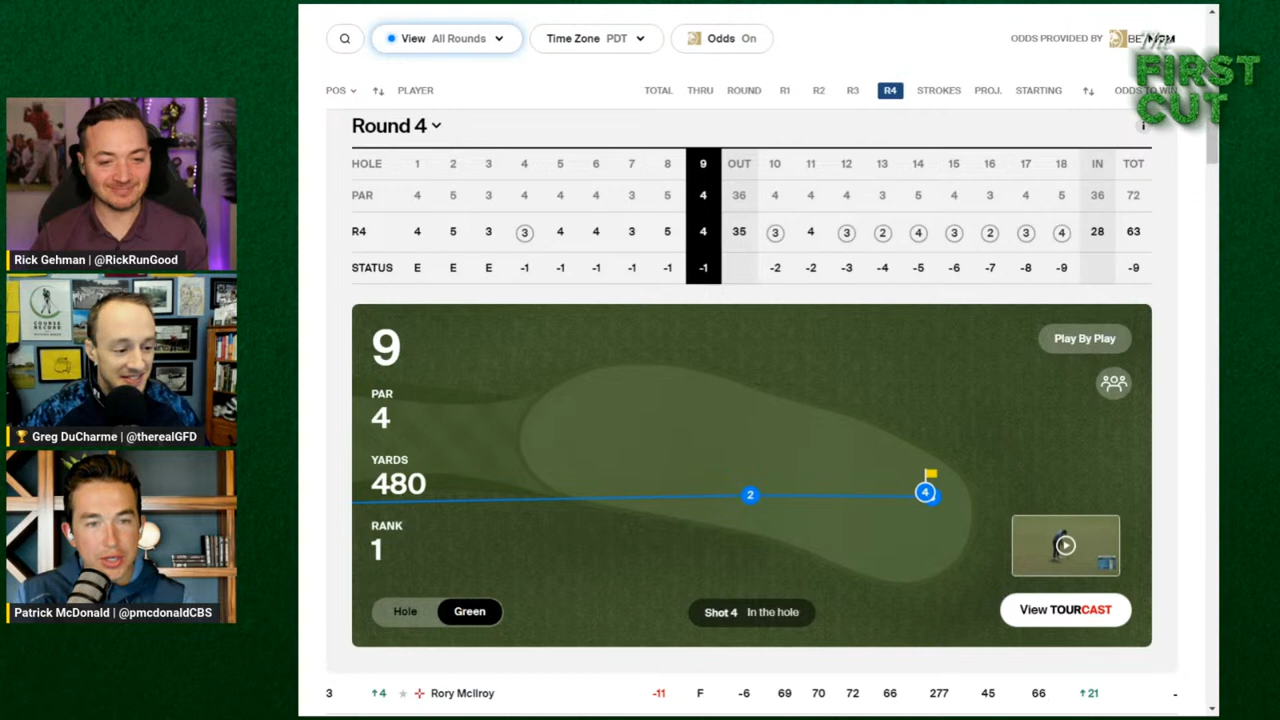 View All Rounds
Time Zone PDT
Odds On
ODDS PROVIDED BY BETMGM
The
FIRST
CUT
POS PLAYER TOTAL THRU ROUND R1 R2 R3 R4 STROKES PROJ. STARTING ODDS TO WIN
Round 4
HOLE 1 2 3 4 5 6 7 8 9 OUT 10 11 12 13 14 15 16 17 18 IN TOT
PAR 4 5 3 4 4 4 3 5 4 36 4 4 4 3 5 4 3 4 5 36 72
R4 4 5 3 3 4 4 3 5 4 35 3 4 3 2 4 3 2 3 4 28 63
STATUS E E E -1 -1 -1 -1 -1 -1 -2 -2 -3 -4 -5 -6 -7 -8 -9 -9
9
PAR
4
YARDS
480
RANK
1
2
4
Play By Play
Hole Green
Shot 4 In the hole
View TOURCAST
3 ↑4 Rory McIlroy -11 F -6 69 70 72 66 277 45 66 ↑21 -
Rick Gehman | @RickRunGood
COURSE
RECORD
Greg DuCharme | @therealGFD
Patrick McDonald | @pmcdonaldCBS